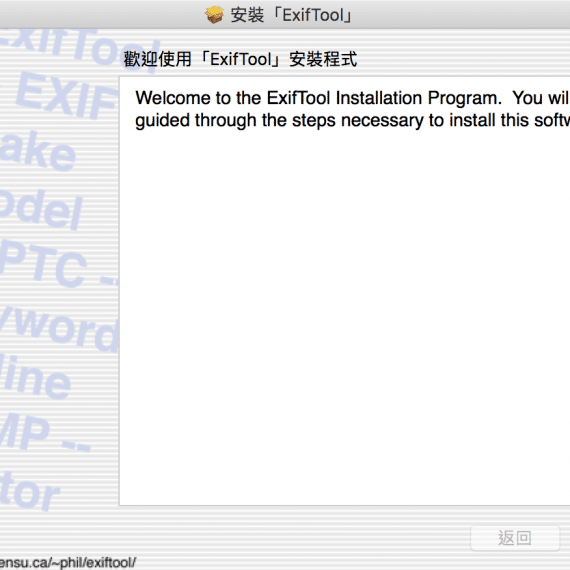 安裝「ExifTool」
歡迎使用「ExifTool」安裝程式
Welcome to the ExifTool Installation Program. You will
guided through the steps necessary to install this softw
ExifTool
EXIF
ake
odel
PTC --
yword
line
MP --
tor
返回
ensu.ca/~phil/exiftool/